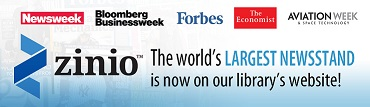 Newsweek
Bloomberg
Businessweek
Forbes
The
Economist
AVIATION WEEK
& SPACE TECHNOLOGY
zinio™
The world's LARGEST NEWSSTAND
is now on our library's website!